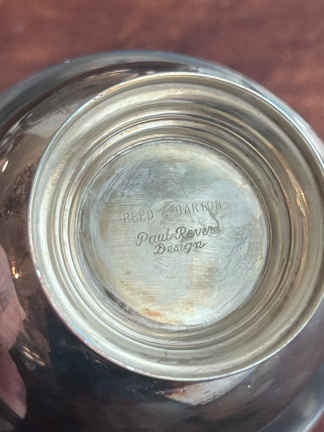 REED & BARTON
Paul Revere
Design